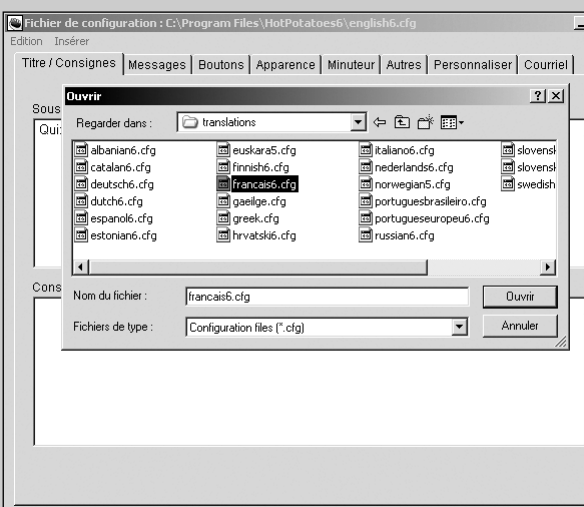 Fichier de configuration : C:\Program Files\HotPotatoes6\english6.cfg
Edition Insérer
Titre / Consignes Messages Boutons Apparence Minuteur Autres Personnaliser Courriel
Sous
Ouvrir
Qui
Regarder dans : translations
albanian6.cfg euskara5.cfg italiano6.cfg slovens
catalan6.cfg finnish6.cfg nederlands6.cfg slovens
deutsch6.cfg francais6.cfg norwegian5.cfg swedish
dutch6.cfg gaeilge.cfg portuguesbrasileiro.cfg
espanol6.cfg greek.cfg portugueseuropeu6.cfg
estonian6.cfg hrvatski6.cfg russian6.cfg
Cons
Nom du fichier : francais6.cfg Ouvrir
Fichiers de type : Configuration files (*.cfg) Annuler